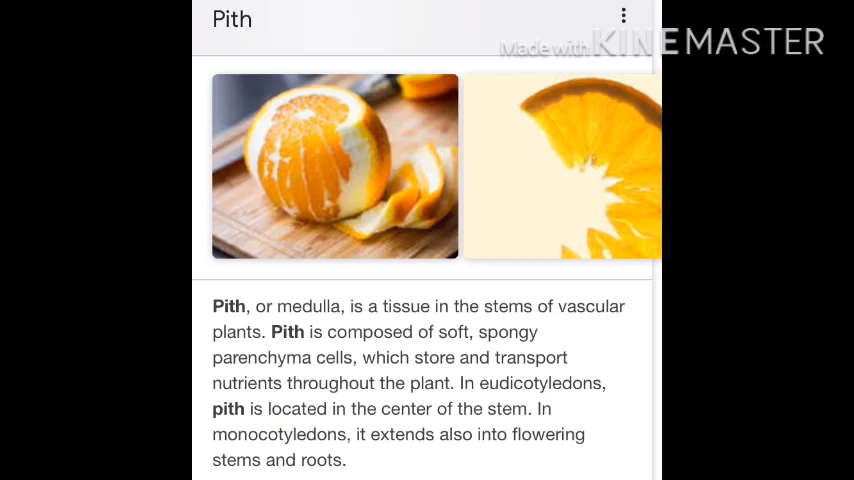 Pith
Made with KINEMASTER
Pith, or medulla, is a tissue in the stems of vascular
plants. Pith is composed of soft, spongy
parenchyma cells, which store and transport
nutrients throughout the plant. In eudicotyledons,
pith is located in the center of the stem. In
monocotyledons, it extends also into flowering
stems and roots.